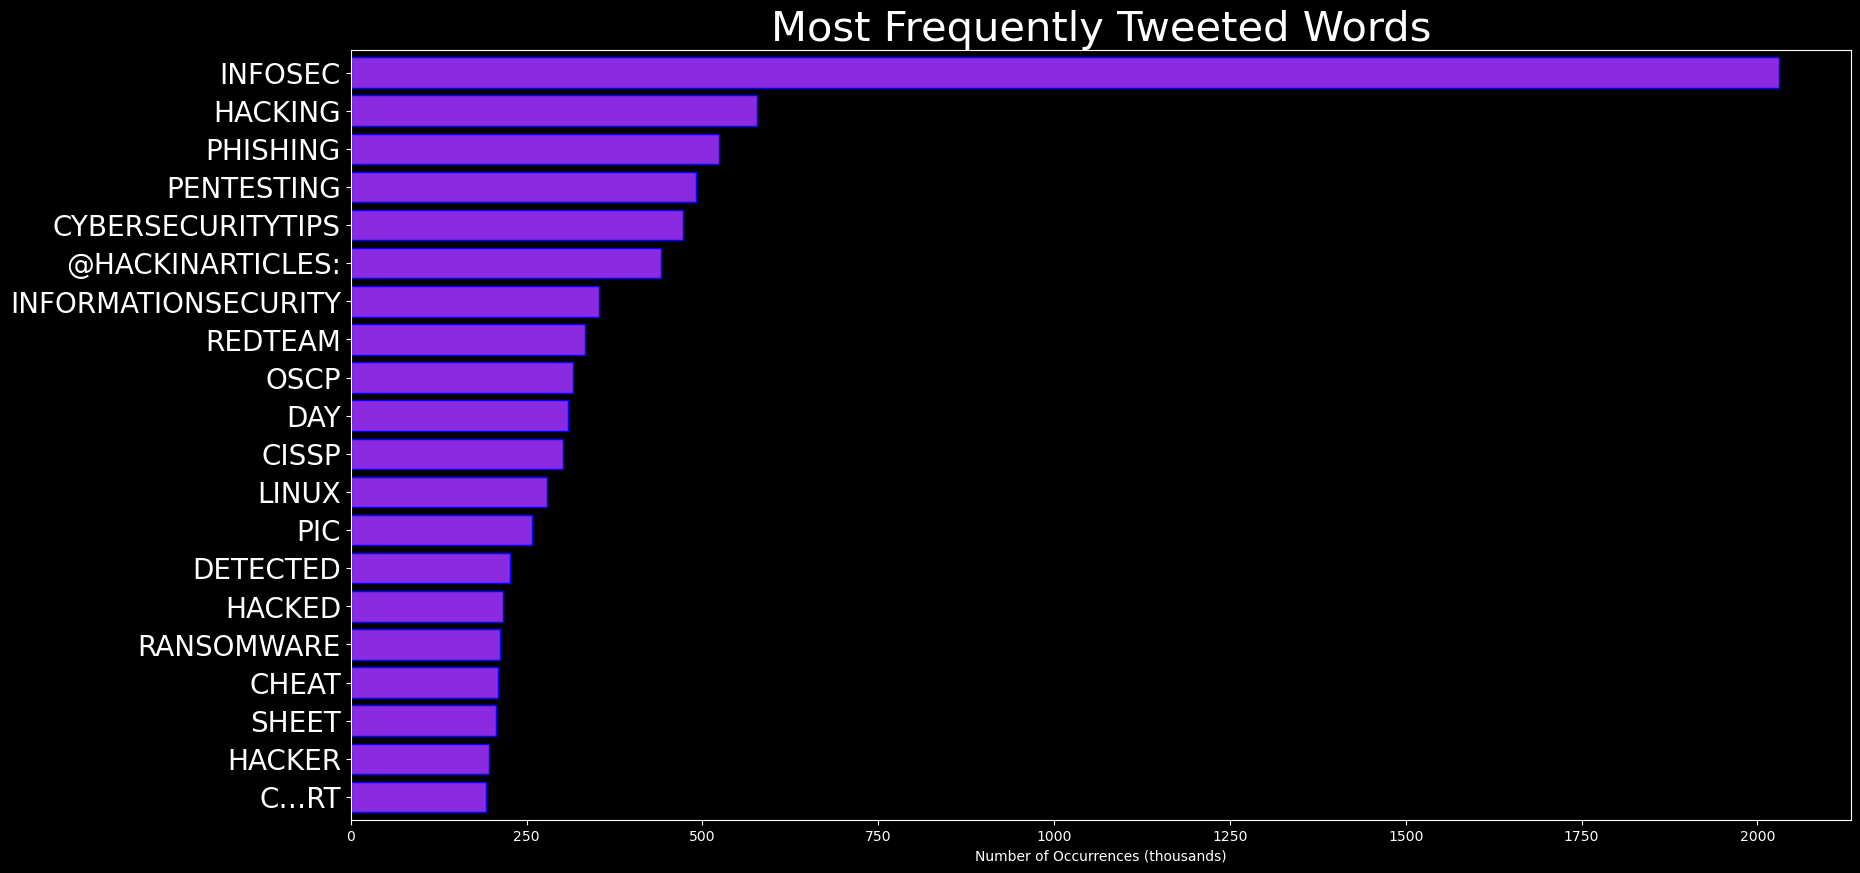 Most Frequently Tweeted Words
INFOSEC
HACKING
PHISHING
PENTESTING
CYBERSECURITYTIPS
@HACKINARTICLES:
INFORMATIONSECURITY
REDTEAM
OSCP
DAY
CISSP
LINUX
PIC
DETECTED
HACKED
RANSOMWARE
CHEAT
SHEET
HACKER
C…RT
0 250 500 750 1000 1250 1500 1750 2000
Number of Occurrences (thousands)